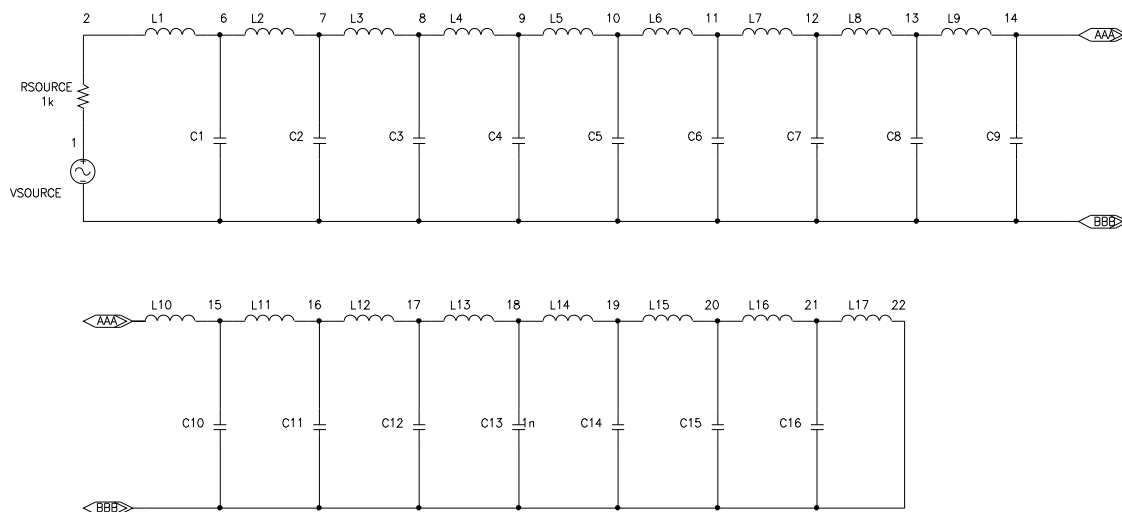 2 L1 6 L2 7 L3 8 L4 9 L5 10 L6 11 L7 12 L8 13 L9 14
AAA
RSOURCE
1k
1
C1 C2 C3 C4 C5 C6 C7 C8 C9
+
-
VSOURCE
BBB
L10 15 L11 16 L12 17 L13 18 L14 19 L15 20 L16 21 L17 22
AAA
C10 C11 C12 C13 1n C14 C15 C16
BBB